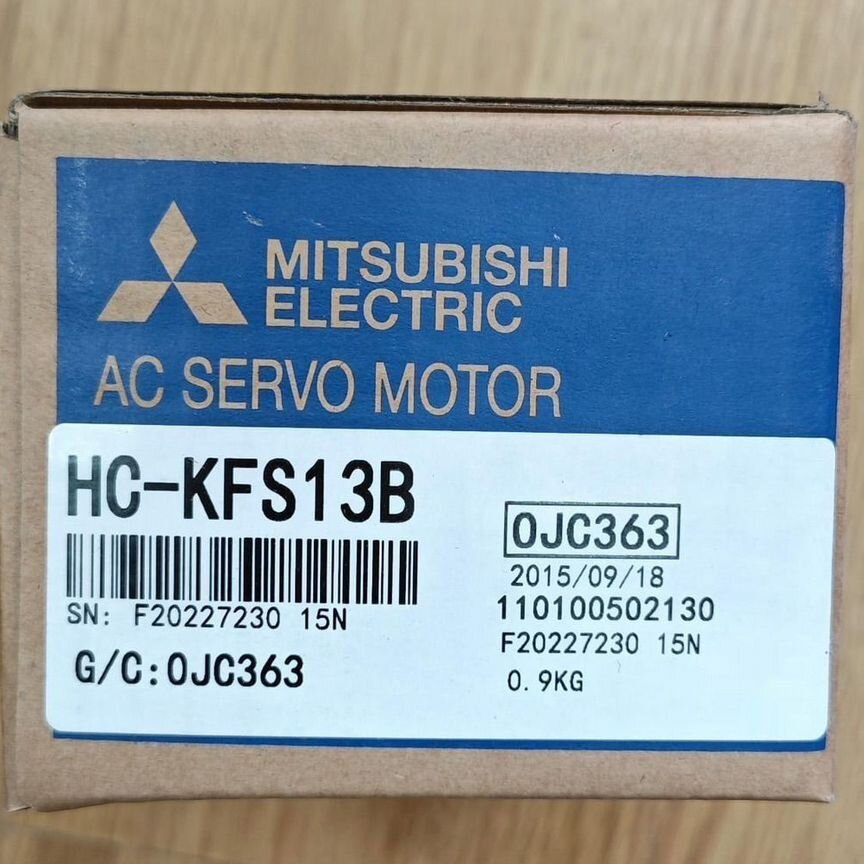 MITSUBISHI
ELECTRIC
AC SERVO MOTOR
HC-KFS13B
SN: F20227230 15N
G/C:0JC363
0JC363
2015/09/18
110100502130
F20227230 15N
0.9KG